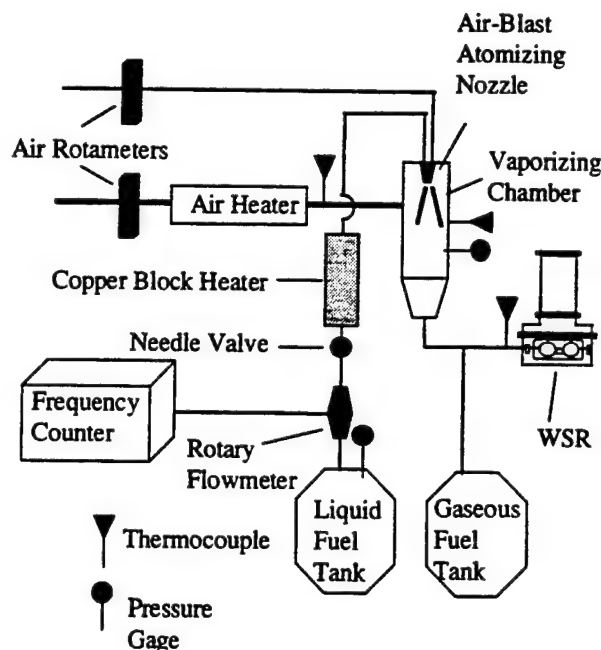 Air-Blast
Atomizing
Nozzle
Air Rotameters
Vaporizing
Chamber
Air Heater
Copper Block Heater
Needle Valve
Frequency
Counter
Rotary
Flowmeter
WSR
Liquid
Fuel
Tank
Gaseous
Fuel
Tank
Thermocouple
Pressure
Gage